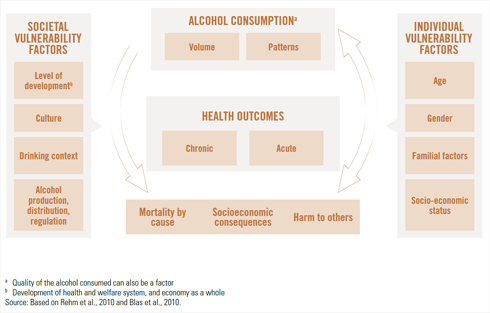 SOCIETAL
VULNERABILITY
FACTORS
Level of
developmentᵇ
Culture
Drinking context
Alcohol
production,
distribution,
regulation
ALCOHOL CONSUMPTIONᵃ
Volume
Patterns
HEALTH OUTCOMES
Chronic
Acute
Mortality by
cause
Socioeconomic
consequences
Harm to others
INDIVIDUAL
VULNERABILITY
FACTORS
Age
Gender
Familial factors
Socio-economic
status
ᵃ Quality of the alcohol consumed can also be a factor
ᵇ Development of health and welfare system, and economy as a whole
Source: Based on Rehm et al., 2010 and Blas et al., 2010.